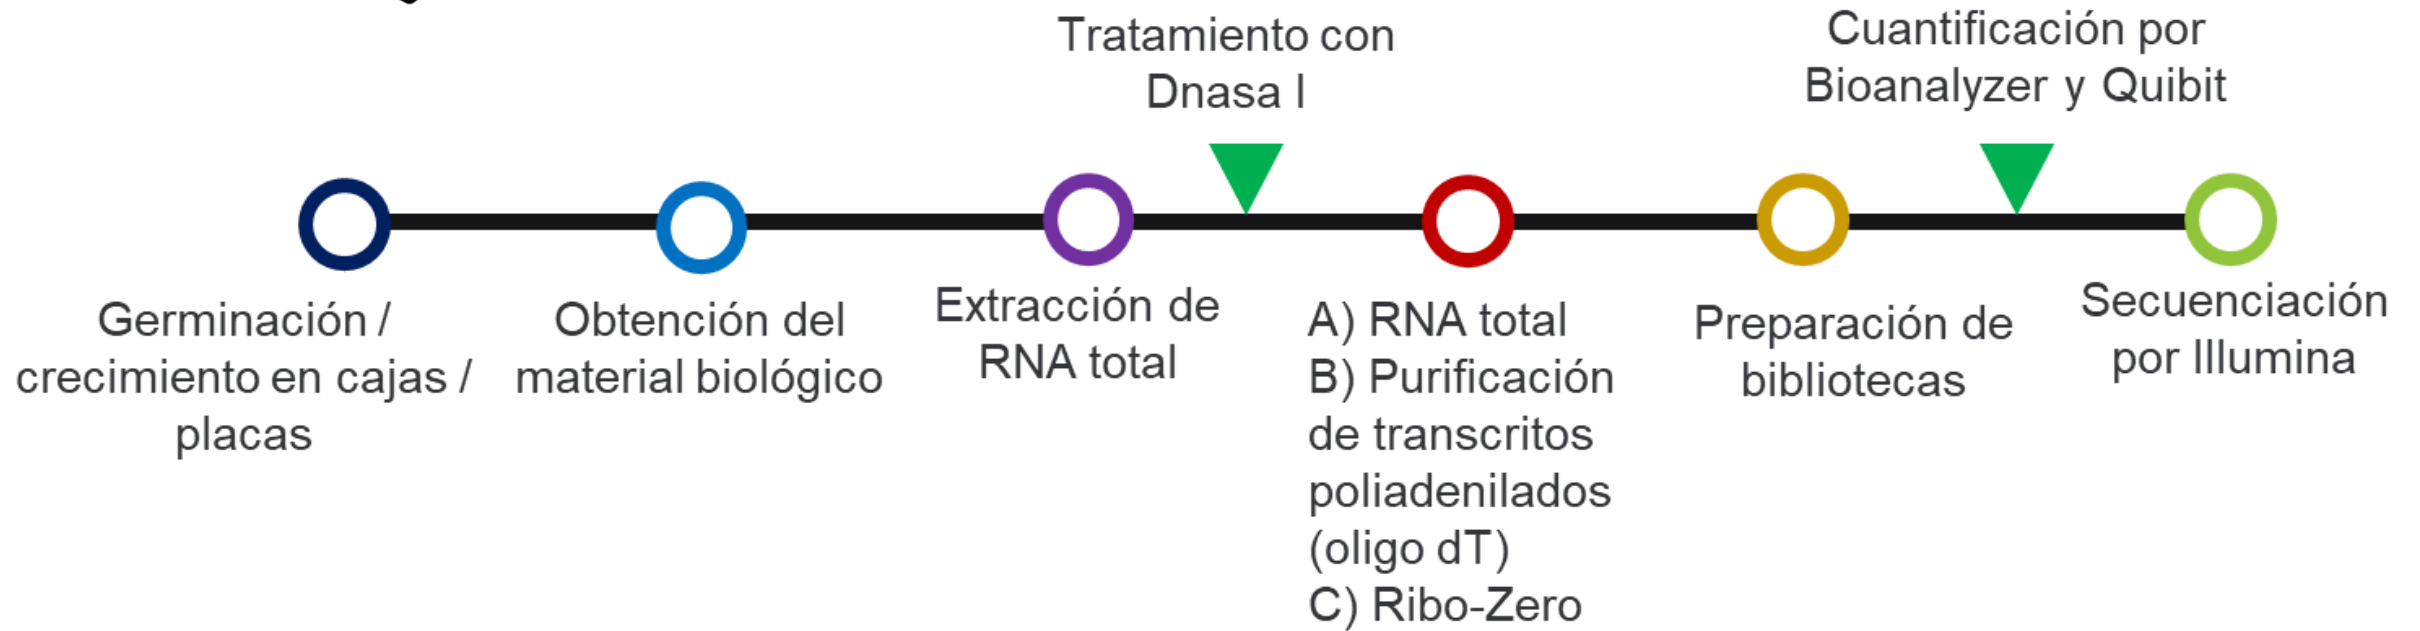 Tratamiento con
Dnasa I
Cuantificación por
Bioanalyzer y Quibit
Germinación /
crecimiento en cajas /
placas
Obtención del
material biológico
Extracción de
RNA total
A) RNA total
B) Purificación
de transcritos
poliadenilados
(oligo dT)
C) Ribo-Zero
Preparación de
bibliotecas
Secuenciación
por Illumina